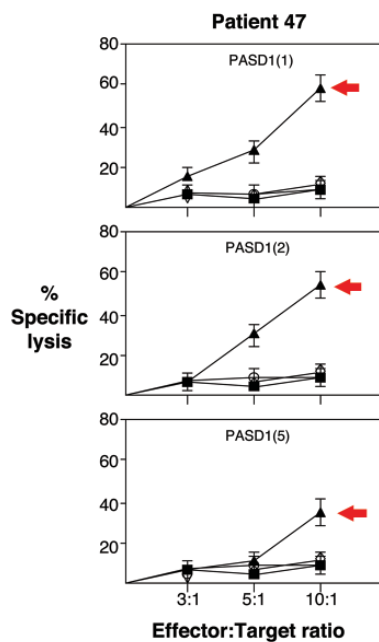 Patient 47
80
PASD1(1)
60
40
20
80
PASD1(2)
60
40
20
%
Specific
lysis
80
PASD1(5)
60
40
20
3:1 5:1 10:1
Effector:Target ratio